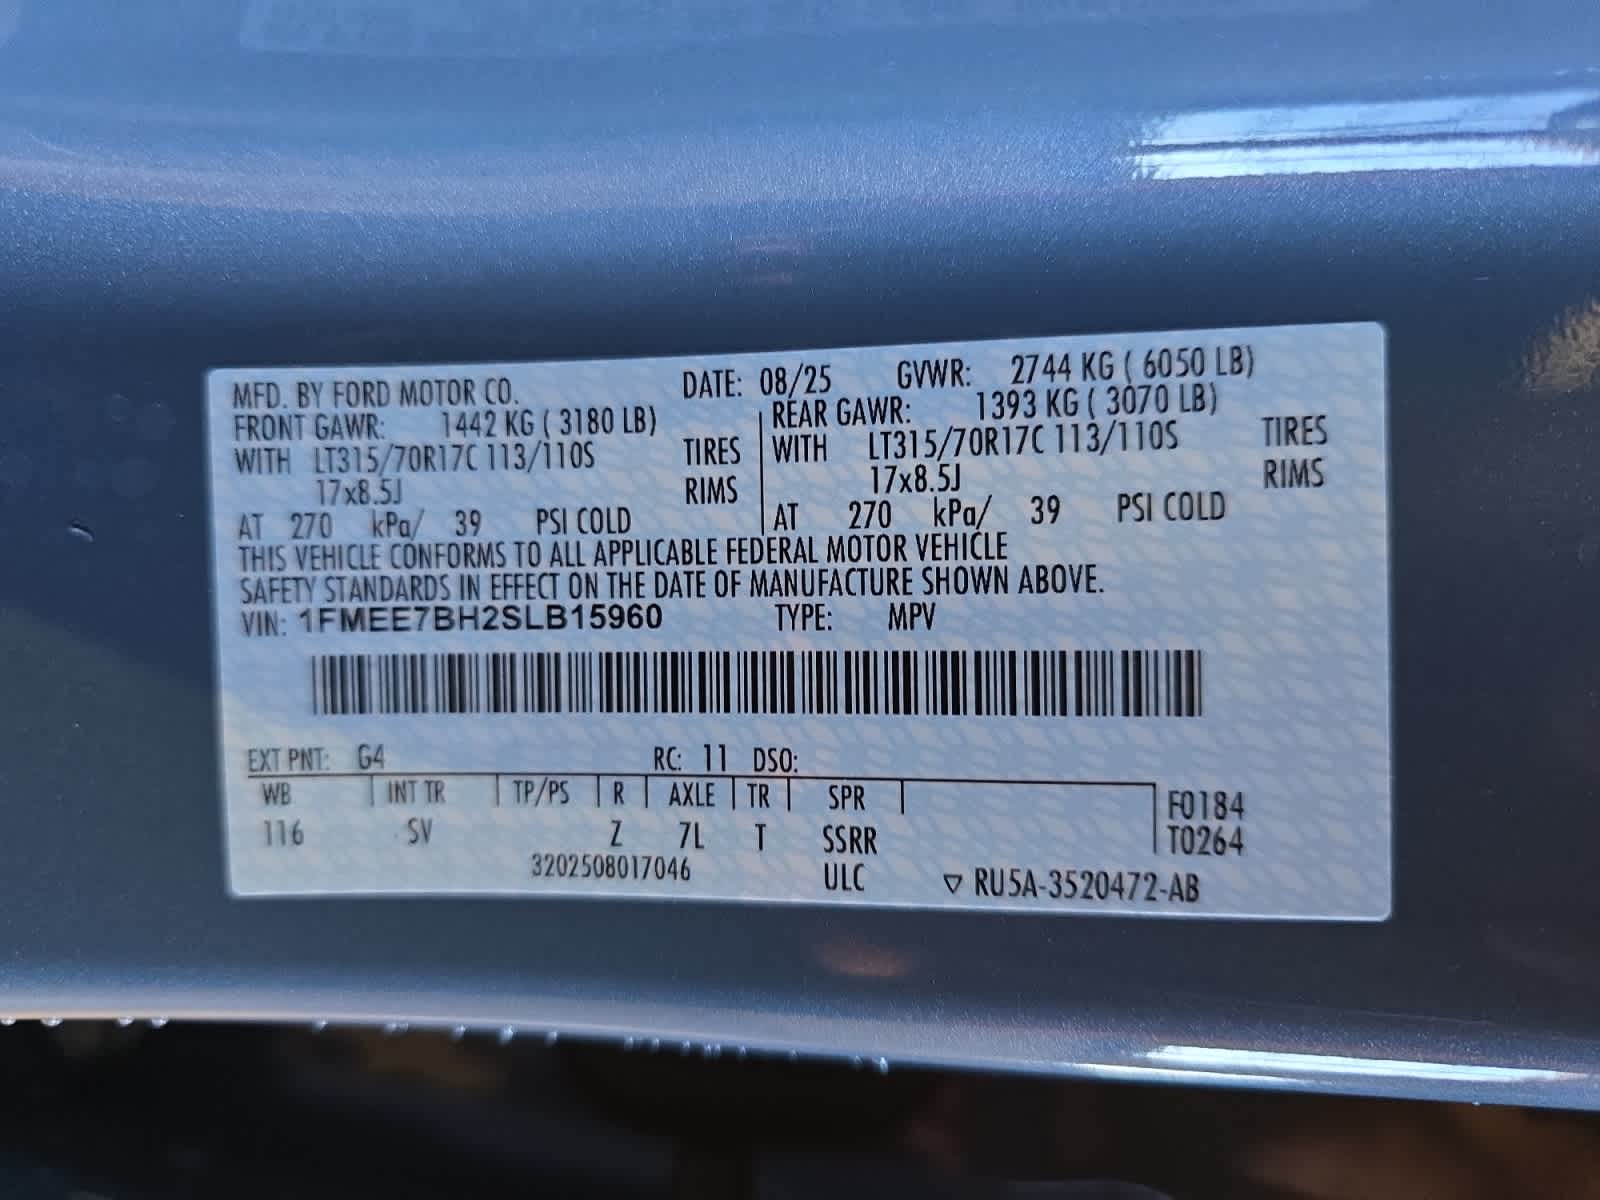 MFD. BY FORD MOTOR CO. DATE: 08/25 GVWR: 2744 KG ( 6050 LB)
FRONT GAWR: 1442 KG ( 3180 LB) REAR GAWR: 1393 KG ( 3070 LB)
WITH LT315/70R17C 113/110S TIRES WITH LT315/70R17C 113/110S TIRES
17x8.5J RIMS 17x8.5J RIMS
AT 270 kPa/ 39 PSI COLD AT 270 kPa/ 39 PSI COLD
THIS VEHICLE CONFORMS TO ALL APPLICABLE FEDERAL MOTOR VEHICLE
SAFETY STANDARDS IN EFFECT ON THE DATE OF MANUFACTURE SHOWN ABOVE.
VIN: 1FMEE7BH2SLB15960 TYPE: MPV
EXT PNT: G4 RC: 11 DSO:
WB INT TR TP/PS R AXLE TR SPR F0184
116 SV Z 7L T SSRR T0264
3202508017046 ULC ▽ RU5A-3520472-AB